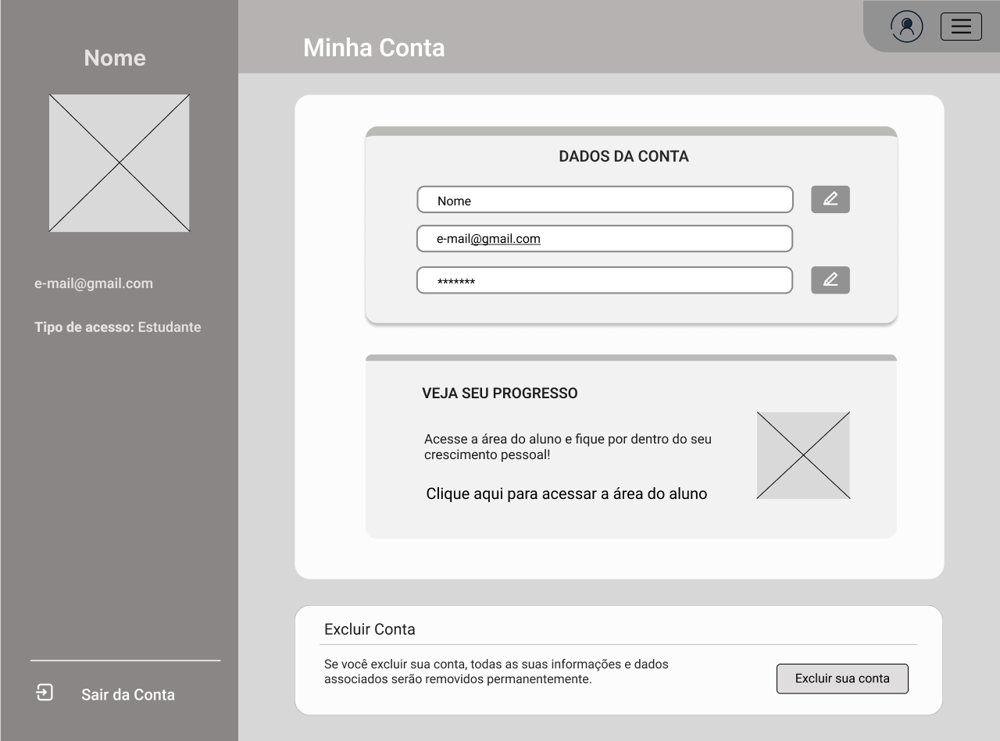 Nome
e-mail@gmail.com
Tipo de acesso: Estudante
Sair da Conta
Minha Conta
DADOS DA CONTA
Nome
e-mail@gmail.com
*******
VEJA SEU PROGRESSO
Acesse a área do aluno e fique por dentro do seu
crescimento pessoal!
Clique aqui para acessar a área do aluno
Excluir Conta
Se você excluir sua conta, todas as suas informações e dados
associados serão removidos permanentemente.
Excluir sua conta